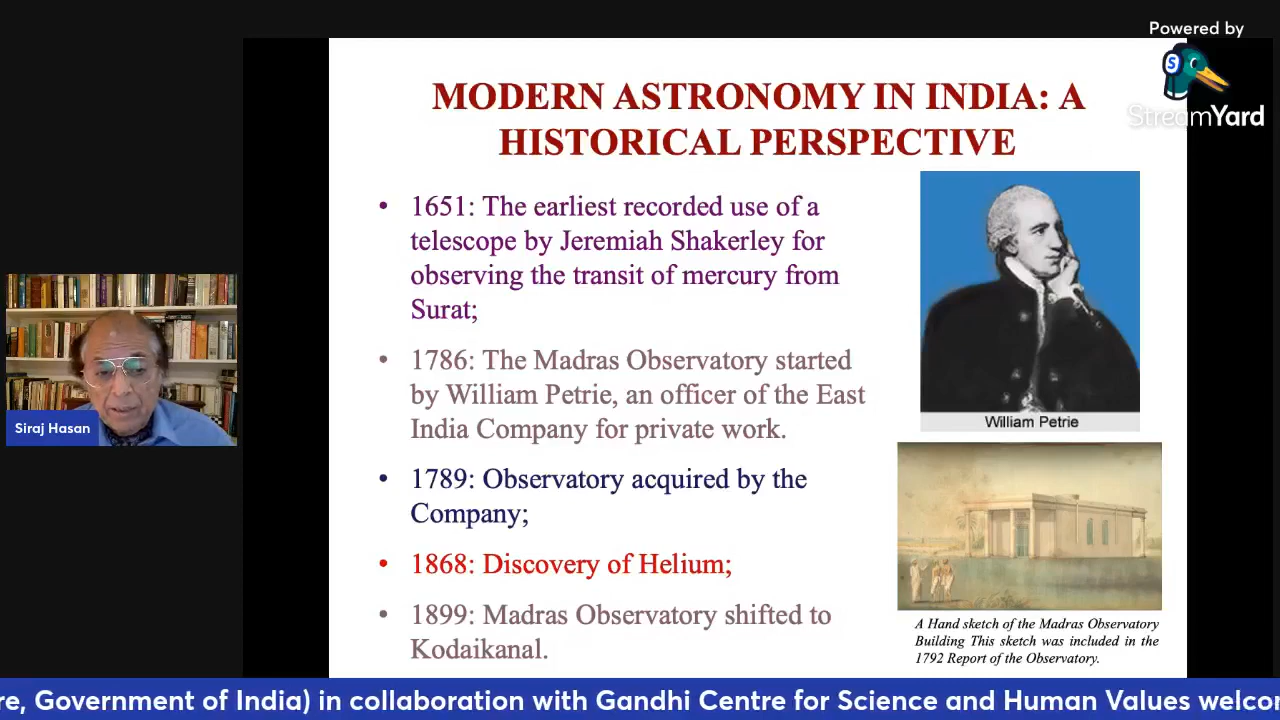 Powered by
StreamYard
MODERN ASTRONOMY IN INDIA: A
HISTORICAL PERSPECTIVE
• 1651: The earliest recorded use of a
telescope by Jeremiah Shakerley for
observing the transit of mercury from
Surat;
• 1786: The Madras Observatory started
by William Petrie, an officer of the East
India Company for private work.
• 1789: Observatory acquired by the
Company;
• 1868: Discovery of Helium;
• 1899: Madras Observatory shifted to
Kodaikanal.
William Petrie
A Hand sketch of the Madras Observatory
Building This sketch was included in the
1792 Report of the Observatory.
Siraj Hasan
re, Government of India) in collaboration with Gandhi Centre for Science and Human Values welco